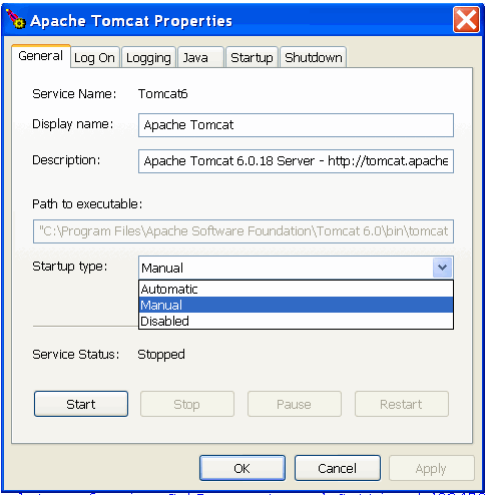 Apache Tomcat Properties
General Log On Logging Java Startup Shutdown
Service Name: Tomcat6
Display name: Apache Tomcat
Description: Apache Tomcat 6.0.18 Server - http://tomcat.apache
Path to executable:
"C:\Program Files\Apache Software Foundation\Tomcat 6.0\bin\tomcat
Startup type: Manual
Automatic
Manual
Disabled
Service Status: Stopped
Start Stop Pause Restart
OK Cancel Apply